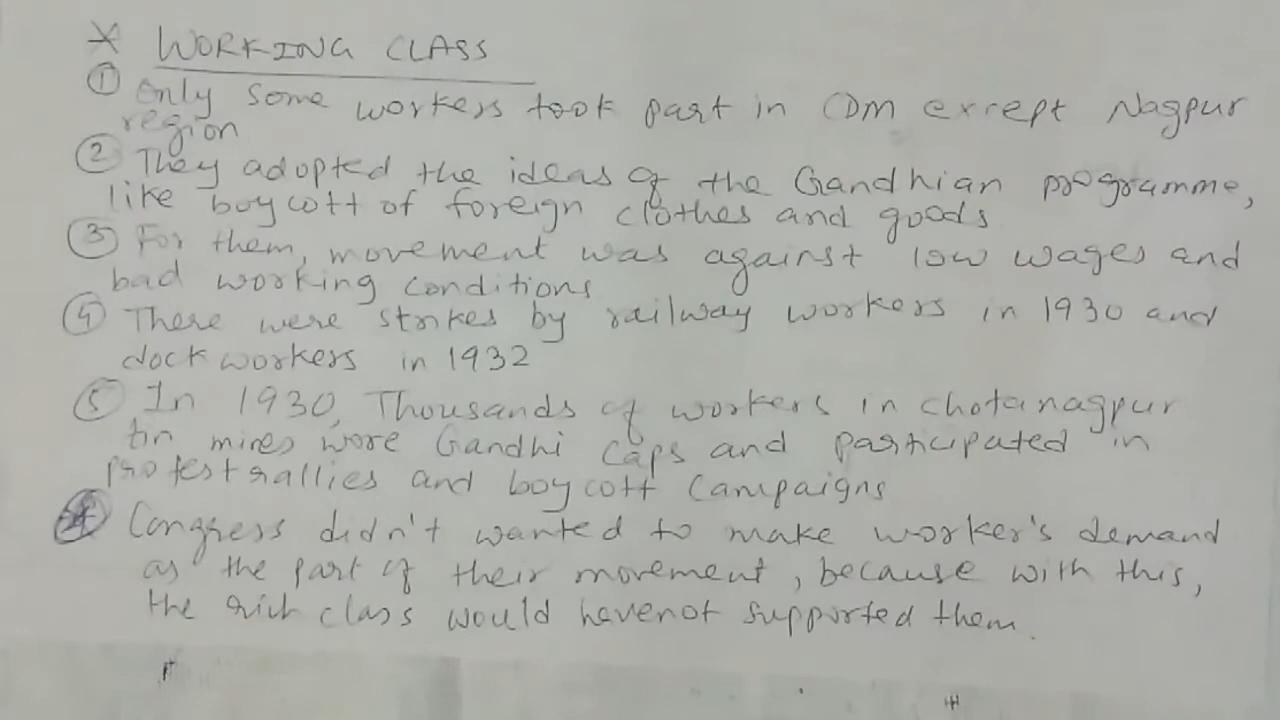 * WORKING CLASS
① Only some workers took part in CDM except Nagpur
region
② They adopted the ideas of the Gandhian programme,
like boycott of foreign clothes and goods
③ For them, movement was against low wages and
bad working conditions
④ There were strikes by railway workers in 1930 and
dock workers in 1932
⑤ In 1930, Thousands of workers in chotanagpur
tin mines wore Gandhi caps and participated in
protest rallies and boycott campaigns
Congress didn't wanted to make worker's demand
as the part of their movement, because with this,
the rich class would have not supported them.